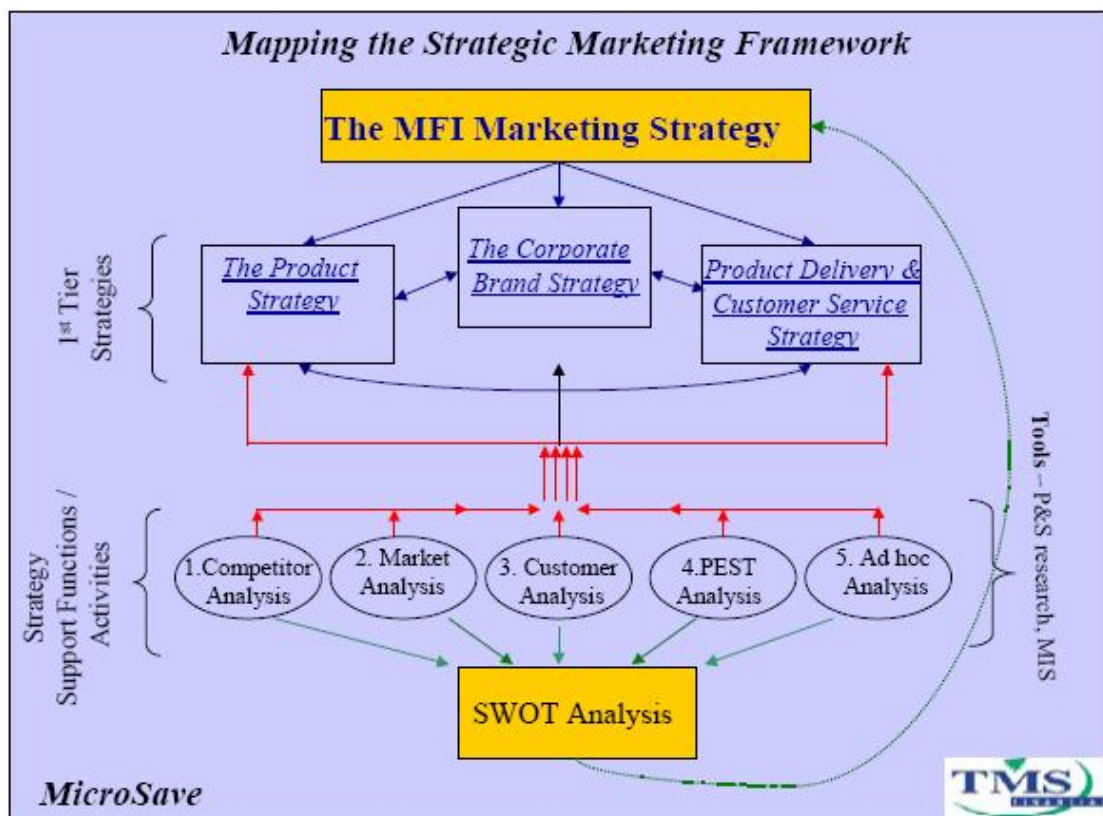 Mapping the Strategic Marketing Framework
The MFI Marketing Strategy
1st Tier
Strategies
The Product
Strategy
The Corporate
Brand Strategy
Product Delivery &
Customer Service
Strategy
Strategy
Support Functions /
Activities
1.Competitor
Analysis
2. Market
Analysis
3. Customer
Analysis
4.PEST
Analysis
5. Ad hoc
Analysis
Tools – P&S research, MIS
SWOT Analysis
MicroSave
TMS
FINANCIAL